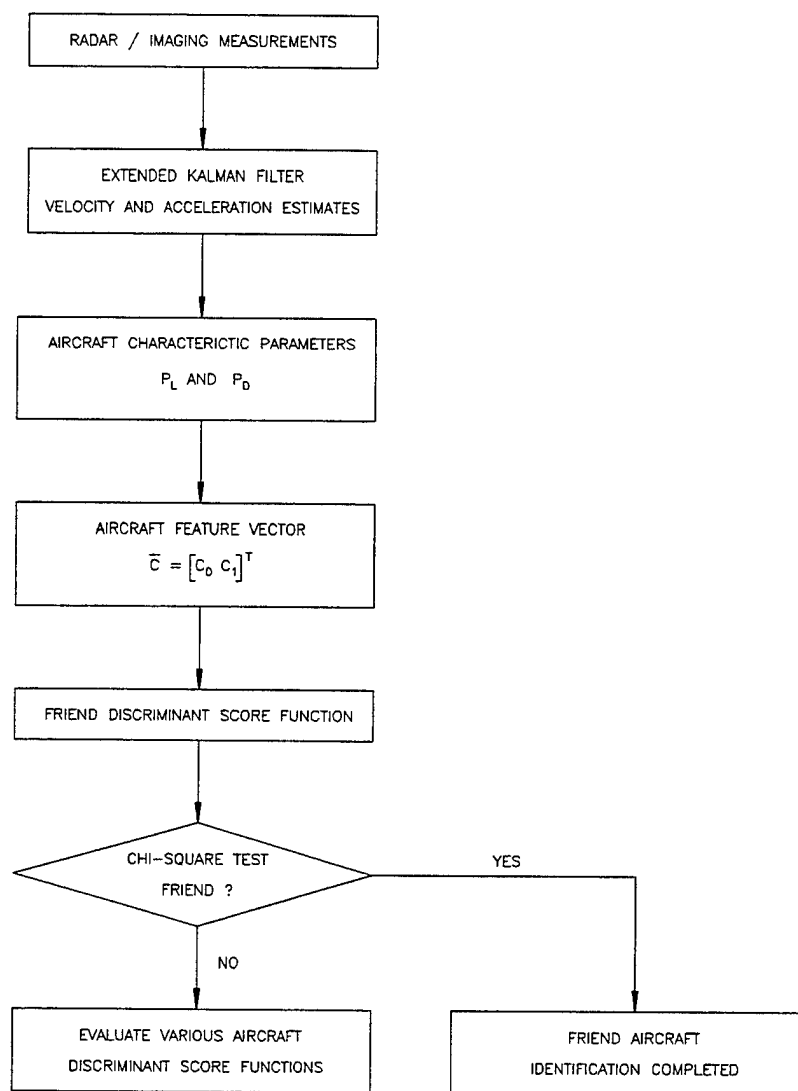 RADAR / IMAGING MEASUREMENTS
EXTENDED KALMAN FILTER
VELOCITY AND ACCELERATION ESTIMATES
AIRCRAFT CHARACTERICTIC PARAMETERS
P_L AND P_D
AIRCRAFT FEATURE VECTOR
C̅ = [C_0 C_1]^T
FRIEND DISCRIMINANT SCORE FUNCTION
CHI-SQUARE TEST
FRIEND ?
YES
NO
EVALUATE VARIOUS AIRCRAFT
DISCRIMINANT SCORE FUNCTIONS
FRIEND AIRCRAFT
IDENTIFICATION COMPLETED